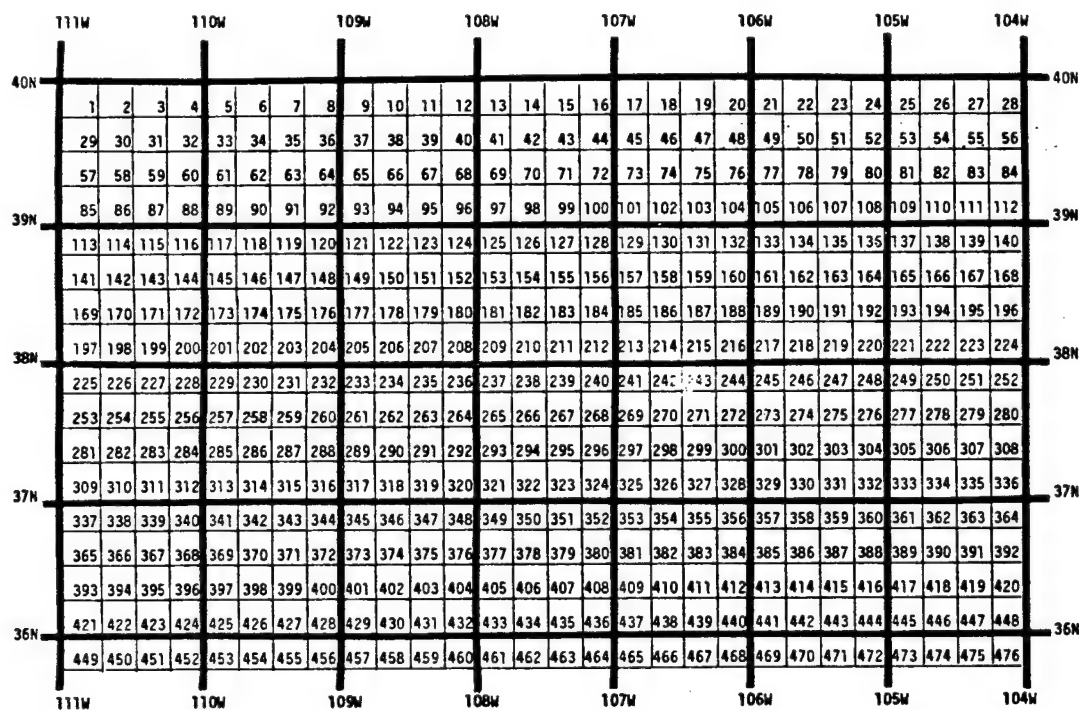 111W 110W 109W 108W 107W 106W 105W 104W
40N 40N
1 2 3 4 5 6 7 8 9 10 11 12 13 14 15 16 17 18 19 20 21 22 23 24 25 26 27 28
29 30 31 32 33 34 35 36 37 38 39 40 41 42 43 44 45 46 47 48 49 50 51 52 53 54 55 56
57 58 59 60 61 62 63 64 65 66 67 68 69 70 71 72 73 74 75 76 77 78 79 80 81 82 83 84
85 86 87 88 89 90 91 92 93 94 95 96 97 98 99 100 101 102 103 104 105 106 107 108 109 110 111 112
39N 39N
113 114 115 116 117 118 119 120 121 122 123 124 125 126 127 128 129 130 131 132 133 134 135 135 137 138 139 140
141 142 143 144 145 146 147 148 149 150 151 152 153 154 155 156 157 158 159 160 161 162 163 164 165 166 167 168
169 170 171 172 173 174 175 176 177 178 179 180 181 182 183 184 185 186 187 188 189 190 191 192 193 194 195 196
197 198 199 200 201 202 203 204 205 206 207 208 209 210 211 212 213 214 215 216 217 218 219 220 221 222 223 224
38N 38N
225 226 227 228 229 230 231 232 233 234 235 236 237 238 239 240 241 244 245 246 247 248 249 250 251 252
253 254 255 256 257 258 259 260 261 262 263 264 265 266 267 268 269 270 271 272 273 274 275 276 277 278 279 280
281 282 283 284 285 286 287 288 289 290 291 292 293 294 295 296 297 298 299 300 301 302 303 304 305 306 307 308
309 310 311 312 313 314 315 316 317 318 319 320 321 322 323 324 325 326 327 328 329 330 331 332 333 334 335 336
37N 37N
337 338 339 340 341 342 343 344 345 346 347 348 349 350 351 352 353 354 355 356 357 358 359 360 361 362 363 364
365 366 367 368 369 370 371 372 373 374 375 376 377 378 379 380 381 382 383 384 385 386 387 388 389 390 391 392
393 394 395 396 397 398 399 400 401 402 403 404 405 406 407 408 409 410 411 412 413 414 415 416 417 418 419 420
421 422 423 424 425 426 427 428 429 430 431 432 433 434 435 436 437 438 439 440 441 442 443 444 445 446 447 448
36N 36N
449 450 451 452 453 454 455 456 457 458 459 460 461 462 463 464 465 466 467 468 469 470 471 472 473 474 475 476
111W 110W 109W 108W 107W 106W 105W 104W